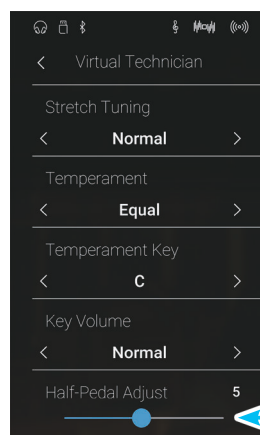 Virtual Technician
Stretch Tuning
Normal
Temperament
Equal
Temperament Key
C
Key Volume
Normal
Half-Pedal Adjust 5